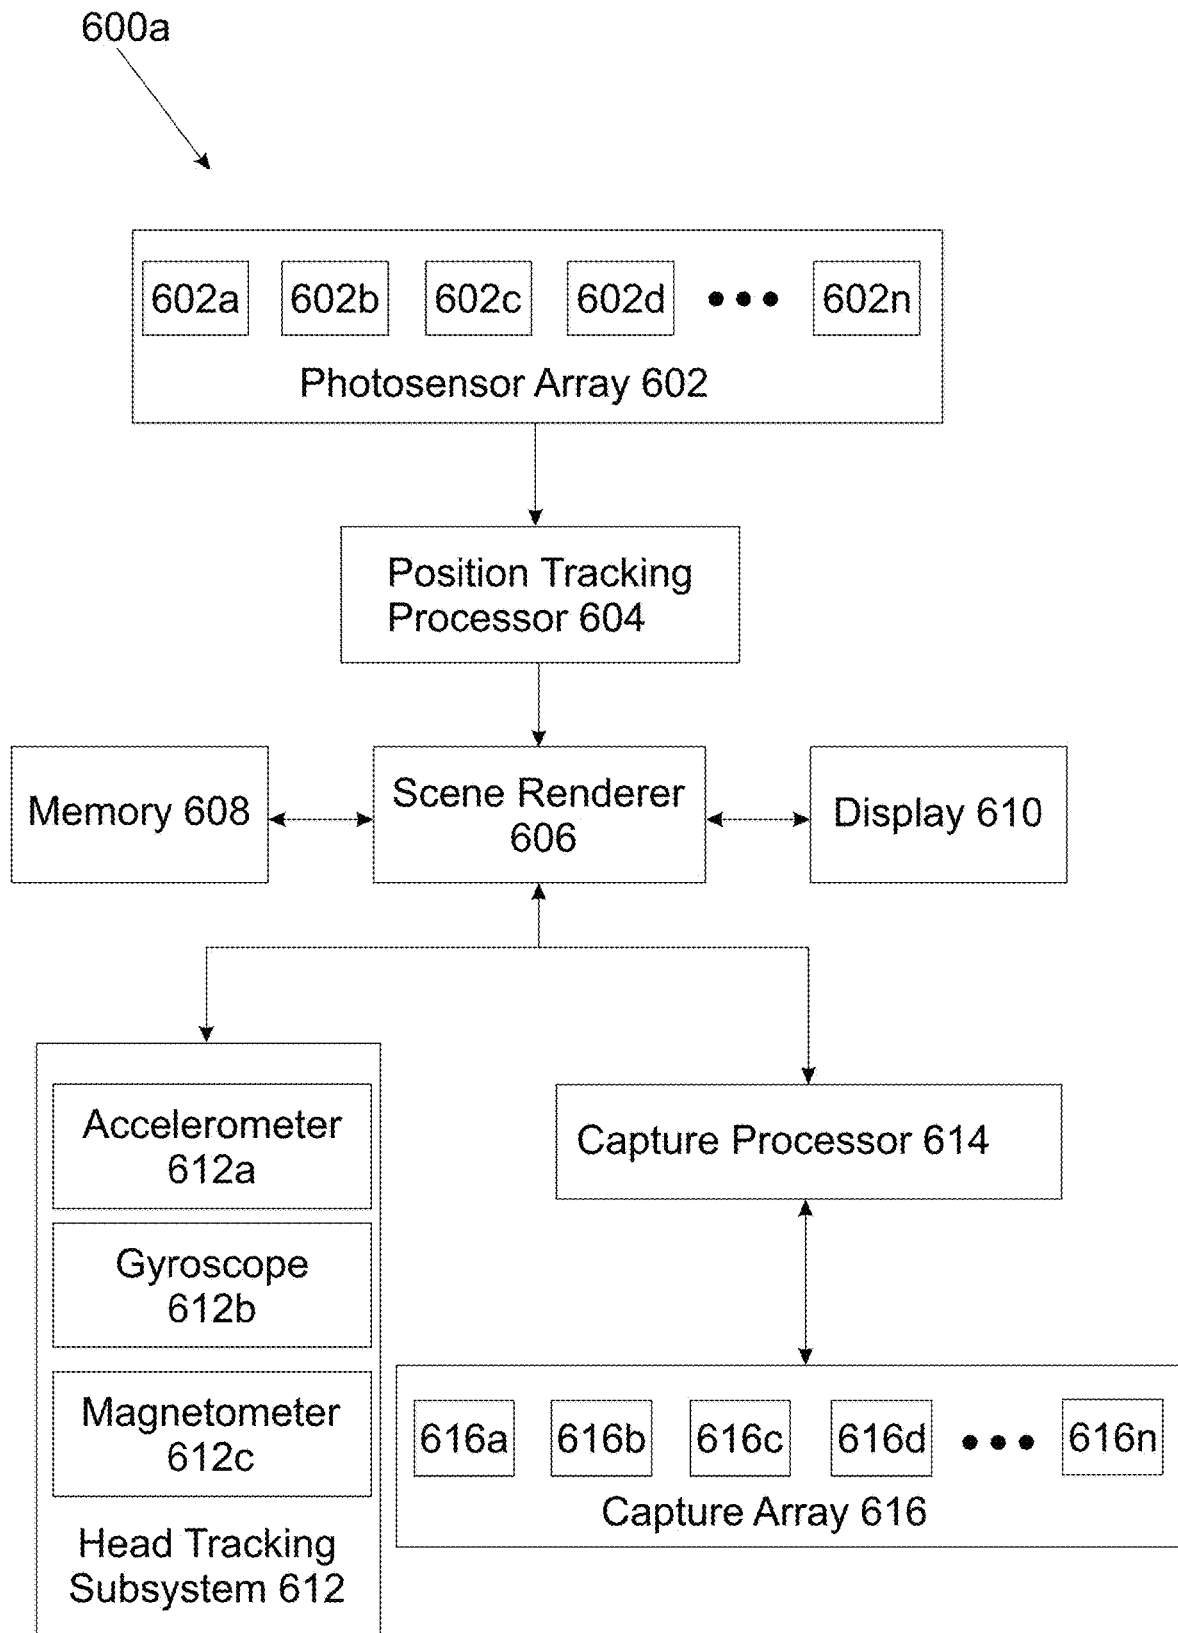 600a
602a 602b 602c 602d ••• 602n
Photosensor Array 602
Position Tracking
Processor 604
Memory 608
Scene Renderer
606
Display 610
Accelerometer
612a
Gyroscope
612b
Magnetometer
612c
Head Tracking
Subsystem 612
Capture Processor 614
616a 616b 616c 616d ••• 616n
Capture Array 616